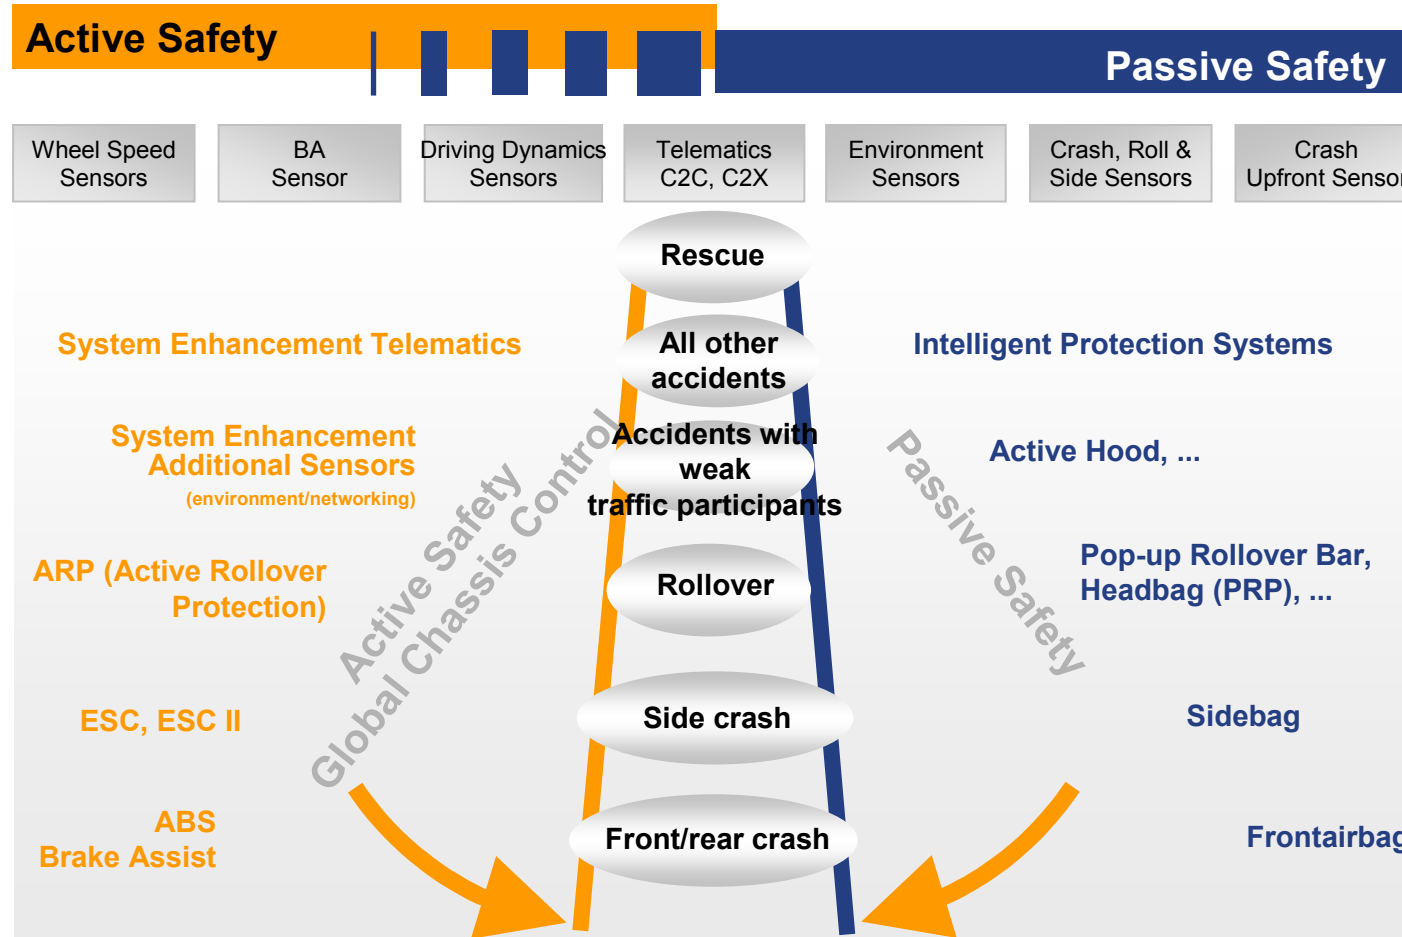 Active Safety
Passive Safety
Wheel Speed
Sensors
BA
Sensor
Driving Dynamics
Sensors
Telematics
C2C, C2X
Environment
Sensors
Crash, Roll &
Side Sensors
Crash
Upfront Sensor
Rescue
System Enhancement Telematics
All other
accidents
Intelligent Protection Systems
System Enhancement
Additional Sensors
(environment/networking)
Accidents with
weak
traffic participants
Active Hood, ...
Active Safety
Global Chassis Control
Passive Safety
ARP (Active Rollover
Protection)
Rollover
Pop-up Rollover Bar,
Headbag (PRP), ...
ESC, ESC II
Side crash
Sidebag
ABS
Brake Assist
Front/rear crash
Frontairbag